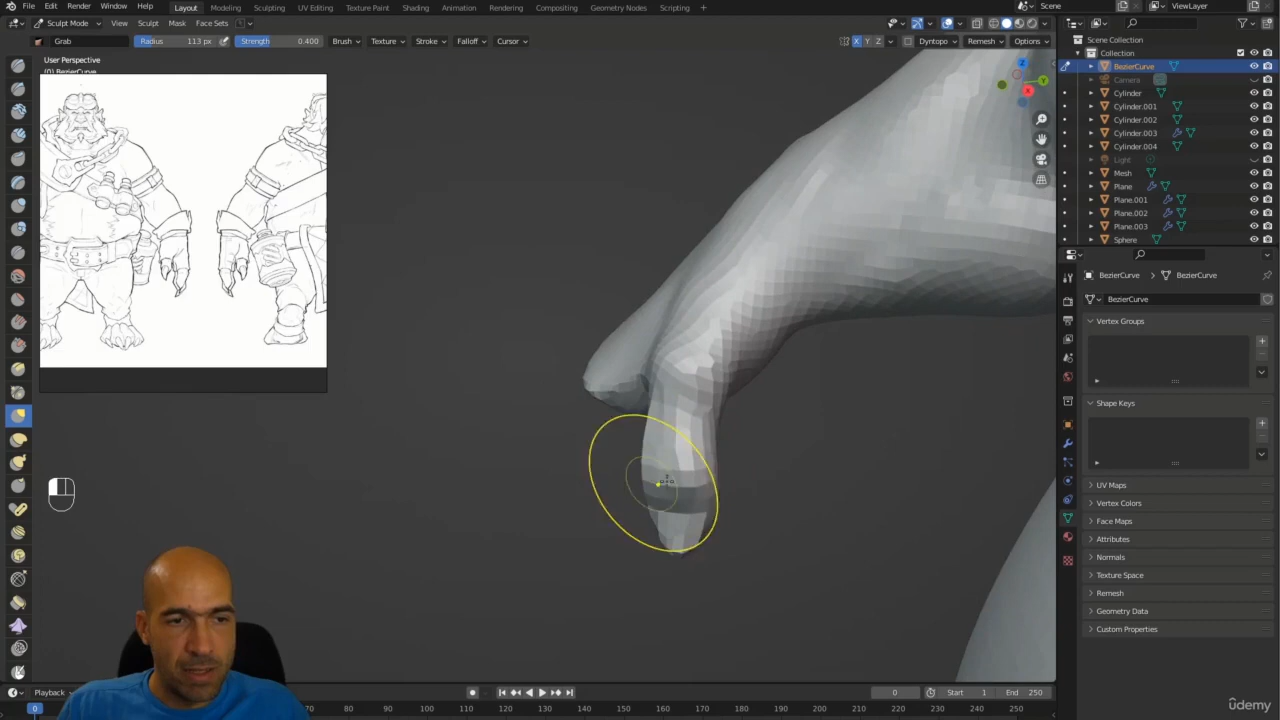 File Edit Render Window Help Layout Modeling Sculpting UV Editing Texture Paint Shading Animation Rendering Compositing Geometry Nodes Scripting + Scene ViewLayer
Sculpt Mode View Sculpt Mask Face Sets
Grab Radius 113 px Strength 0.400 Brush Texture Stroke Falloff Cursor X Y Z Dyntopo Remesh Options
User Perspective
(0) BezierCurve
Scene Collection
Collection
BezierCurve
Camera
Cylinder
Cylinder.001
Cylinder.002
Cylinder.003
Cylinder.004
Light
Mesh
Plane
Plane.001
Plane.002
Plane.003
Sphere
BezierCurve > BezierCurve
BezierCurve
Vertex Groups
Shape Keys
UV Maps
Vertex Colors
Face Maps
Attributes
Normals
Texture Space
Remesh
Geometry Data
Custom Properties
Playback 0 Start 1 End 250
0 70 80 90 100 110 120 130 140 150 160 170 180 190 200 210 220 230 240 250
udemy